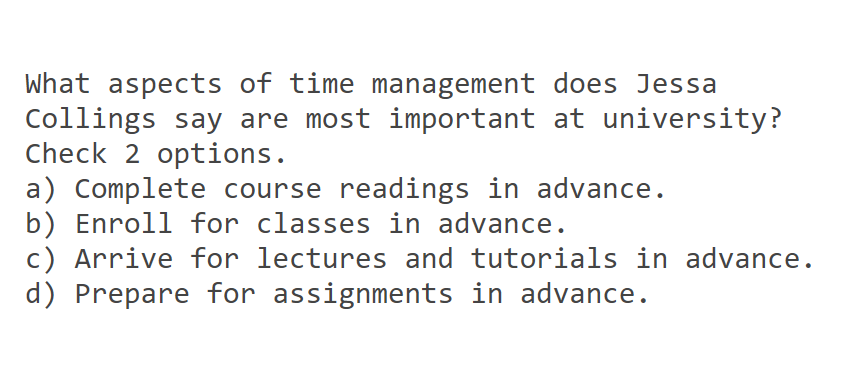 What aspects of time management does Jessa
Collings say are most important at university?
Check 2 options.
a) Complete course readings in advance.
b) Enroll for classes in advance.
c) Arrive for lectures and tutorials in advance.
d) Prepare for assignments in advance.